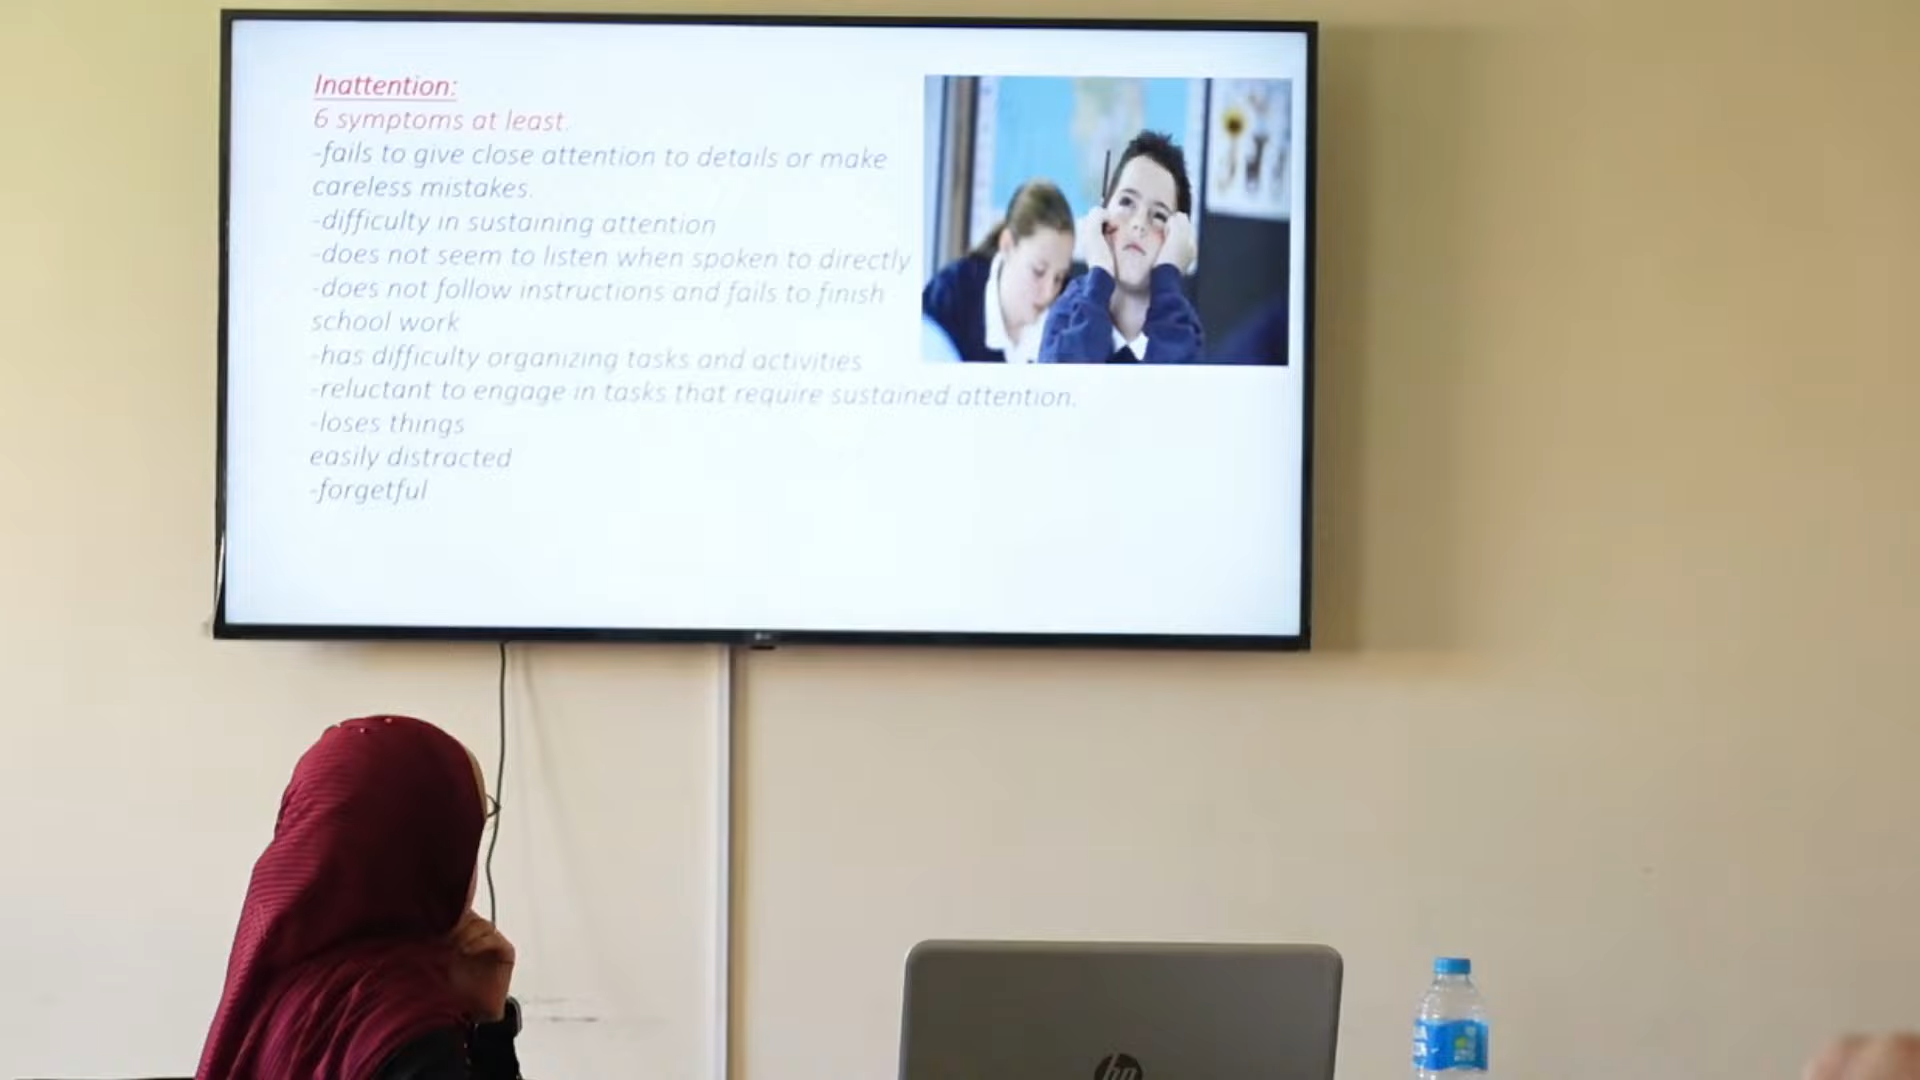 Inattention:
6 symptoms at least.
-fails to give close attention to details or make
careless mistakes.
-difficulty in sustaining attention
-does not seem to listen when spoken to directly
-does not follow instructions and fails to finish
school work
-has difficulty organizing tasks and activities
-reluctant to engage in tasks that require sustained attention.
-loses things
easily distracted
-forgetful
LG
hp